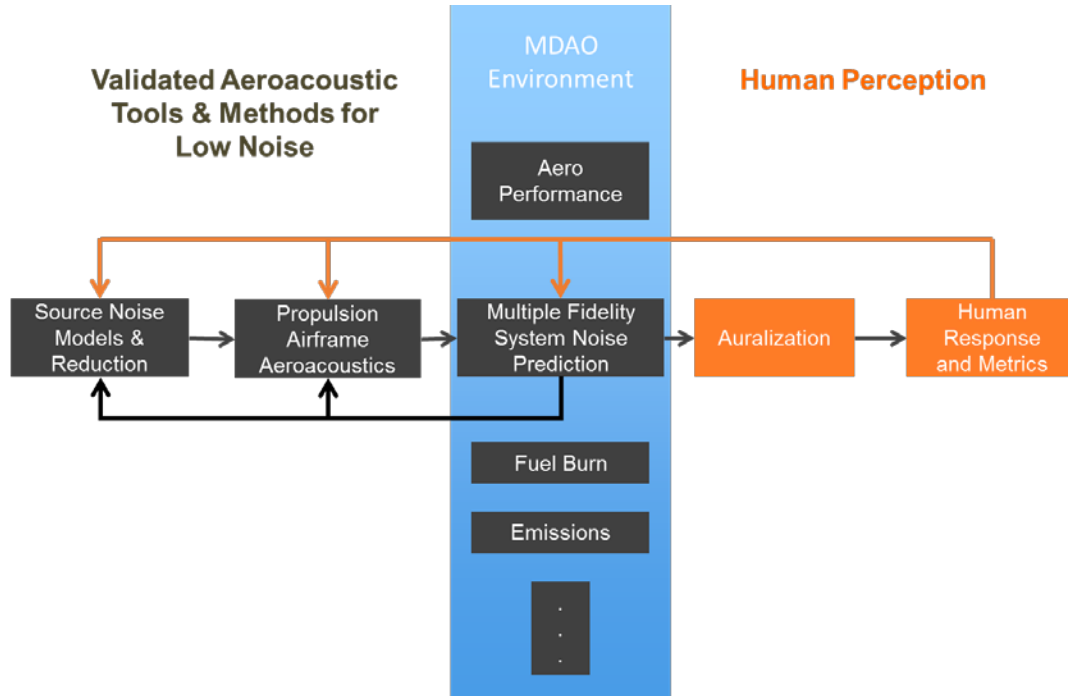 Validated Aeroacoustic
Tools & Methods for
Low Noise
MDAO
Environment
Human Perception
Aero
Performance
Source Noise
Models &
Reduction
Propulsion
Airframe
Aeroacoustics
Multiple Fidelity
System Noise
Prediction
Auralization
Human
Response
and Metrics
Fuel Burn
Emissions
.
.
.